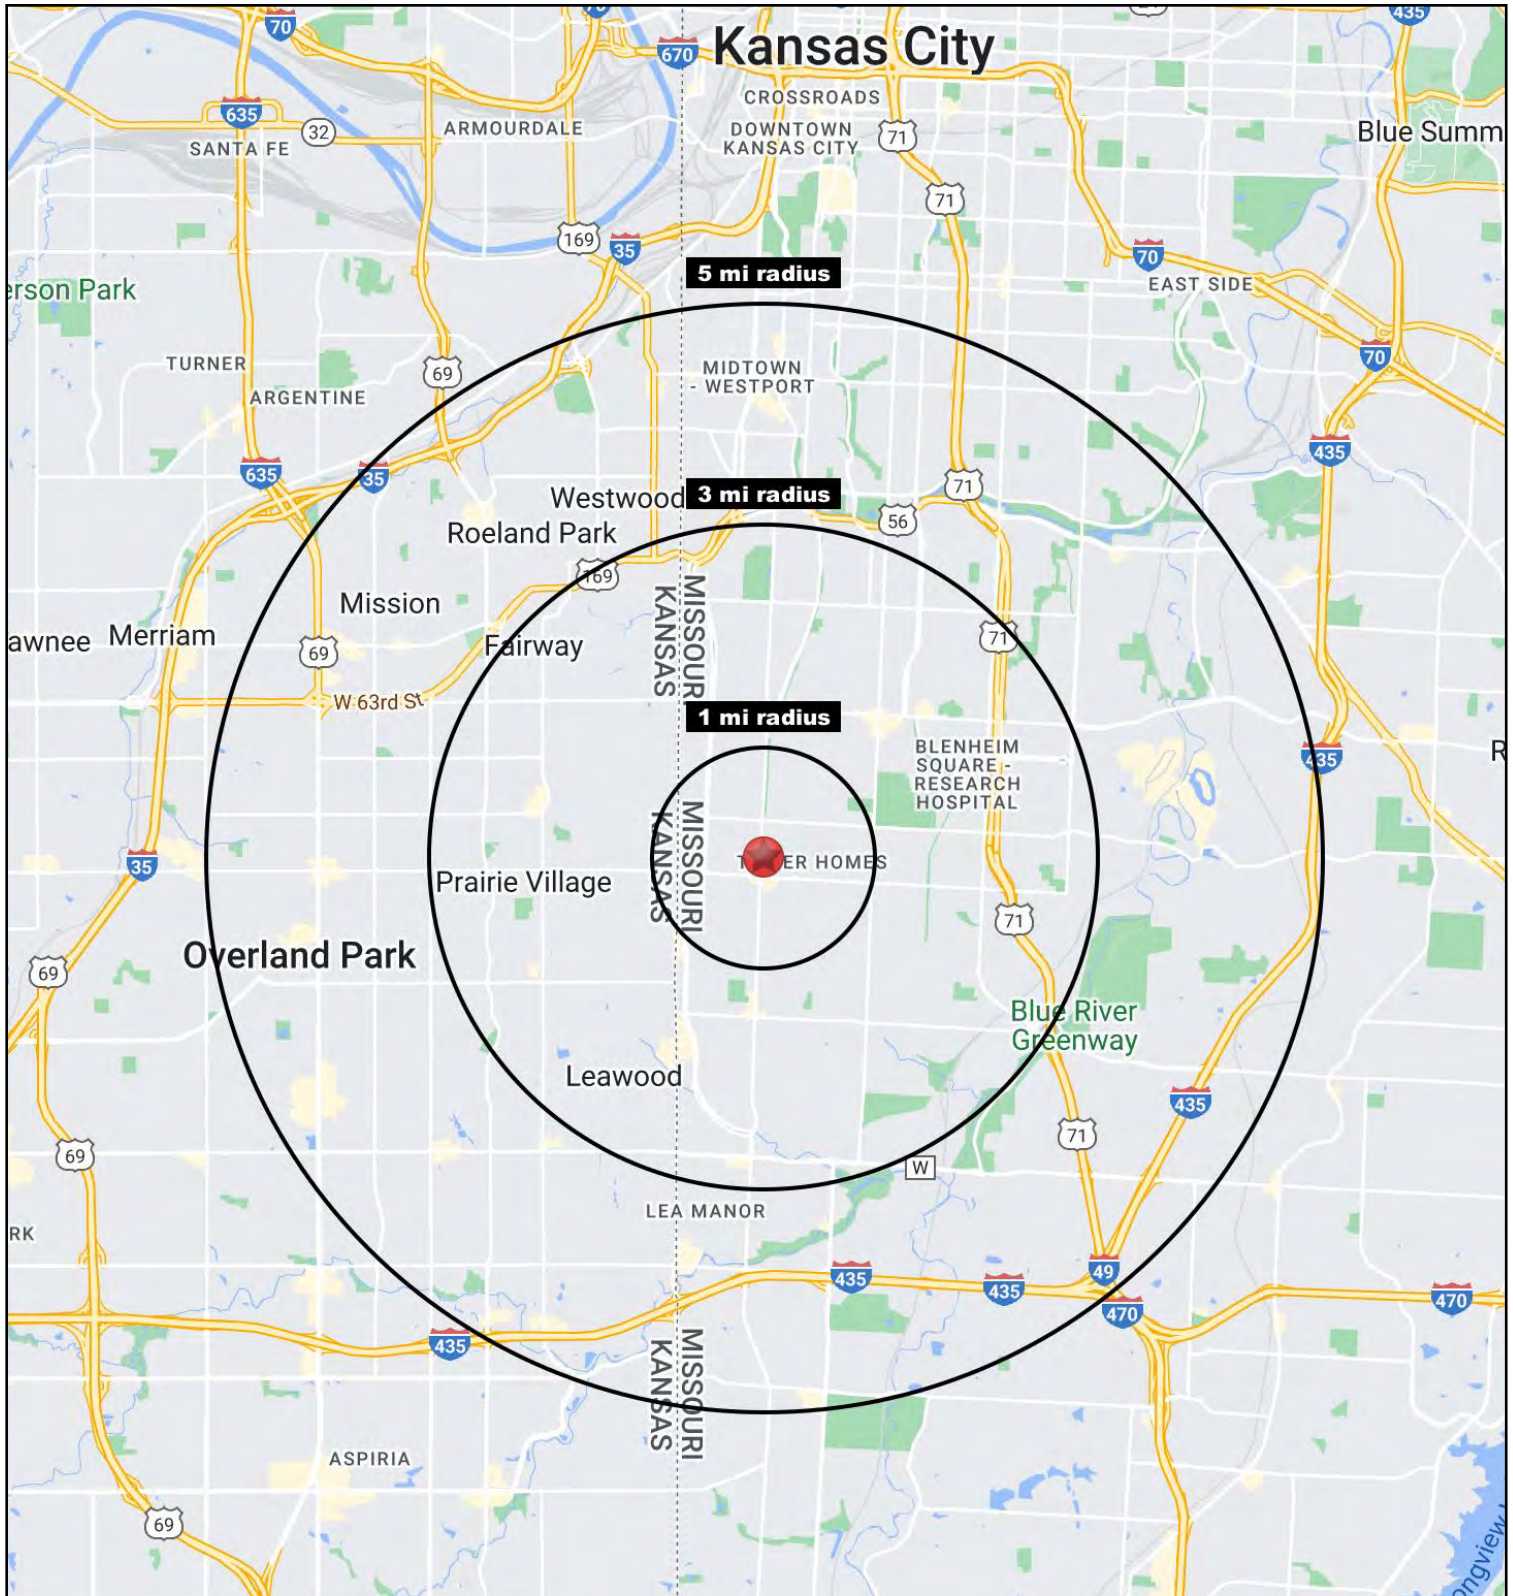 435
70
670
Kansas City
CROSSROADS
635
32
ARMOURDALE
DOWNTOWN
KANSAS CITY
71
Blue Summ
SANTA FE
71
169
35
70
5 mi radius
EAST SIDE
erson Park
TURNER
ARGENTINE
69
MIDTOWN
- WESTPORT
70
435
635
35
Westwood
3 mi radius
71
56
Roeland Park
169
Mission
MISSOURI
KANSAS
awnee
Merriam
69
Fairway
71
W 63rd St
1 mi radius
BLENHEIM
SQUARE -
RESEARCH
HOSPITAL
435
R
MISSOURI
KANSAS
35
ER HOMES
Prairie Village
71
Overland Park
69
Blue River
Greenway
Leawood
435
71
69
W
LEA MANOR
RK
435
435
49
470
470
435
MISSOURI
KANSAS
ASPIRIA
69
ongview